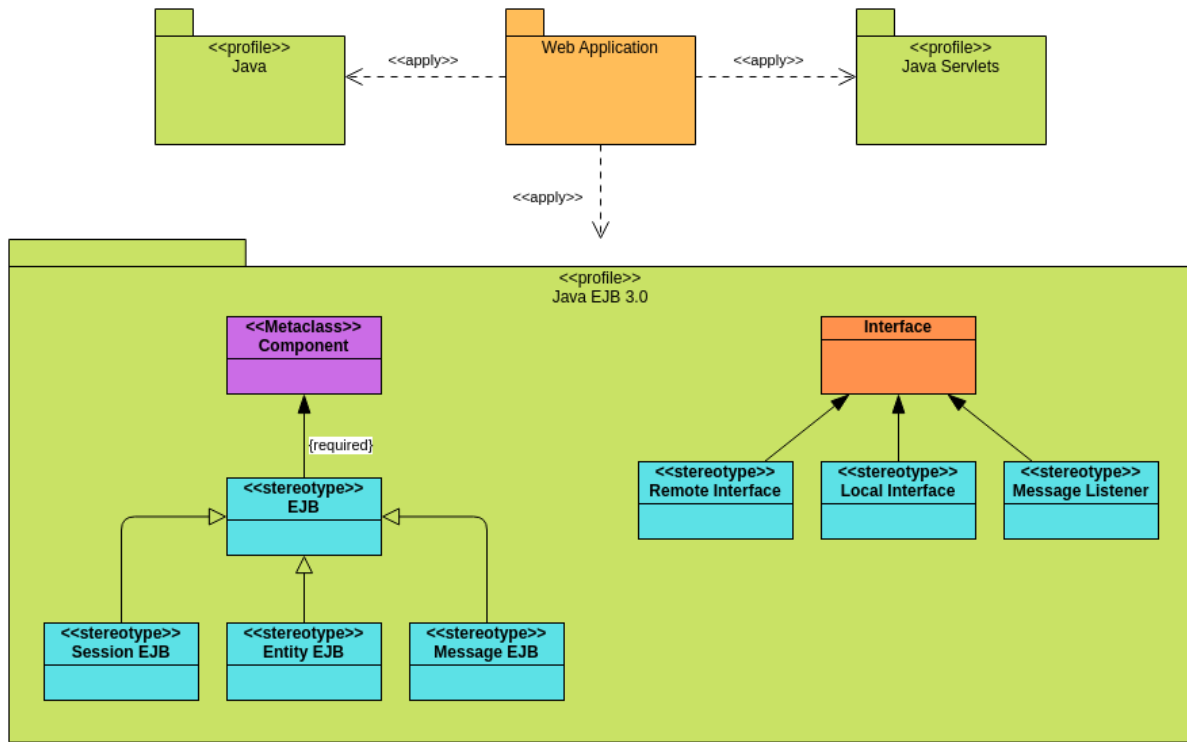 <<profile>>
Java
<<apply>>
Web Application
<<apply>>
<<profile>>
Java Servlets
<<apply>>
<<profile>>
Java EJB 3.0
<<Metaclass>>
Component
Interface
{required}
<<stereotype>>
EJB
<<stereotype>>
Remote Interface
<<stereotype>>
Local Interface
<<stereotype>>
Message Listener
<<stereotype>>
Session EJB
<<stereotype>>
Entity EJB
<<stereotype>>
Message EJB